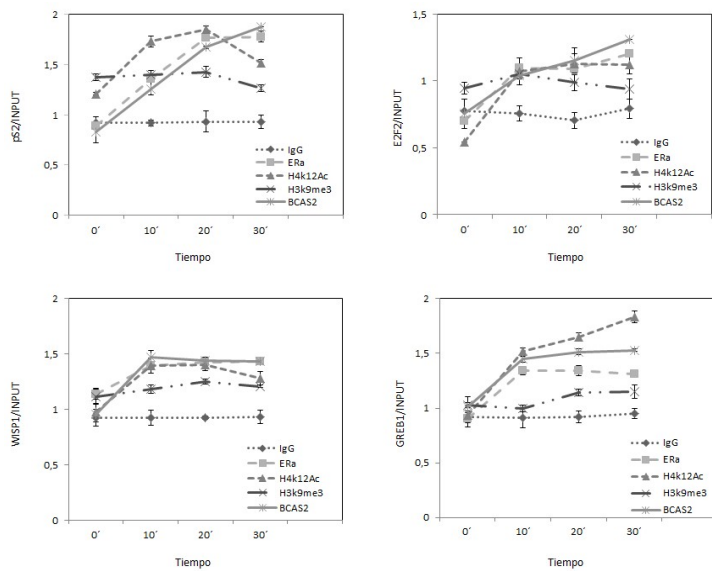 2
1,5
1
0,5
pS2/INPUT
0´ 10´ 20´ 30´
Tiempo
IgG
ERa
H4k12Ac
H3k9me3
BCAS2
2
1,5
1
0,5
0
E2F2/INPUT
0´ 10´ 20´ 30´
Tiempo
IgG
ERa
H4k12Ac
H3k9me3
BCAS2
2
1,5
1
0,5
0
WISP1/INPUT
0´ 10´ 20´ 30´
Tiempo
IgG
ERa
H4k12Ac
H3k9me3
BCAS2
2
1,5
1
0,5
0
GREB1/INPUT
0´ 10´ 20´ 30´
Tiempo
IgG
ERa
H4k12Ac
H3k9me3
BCAS2